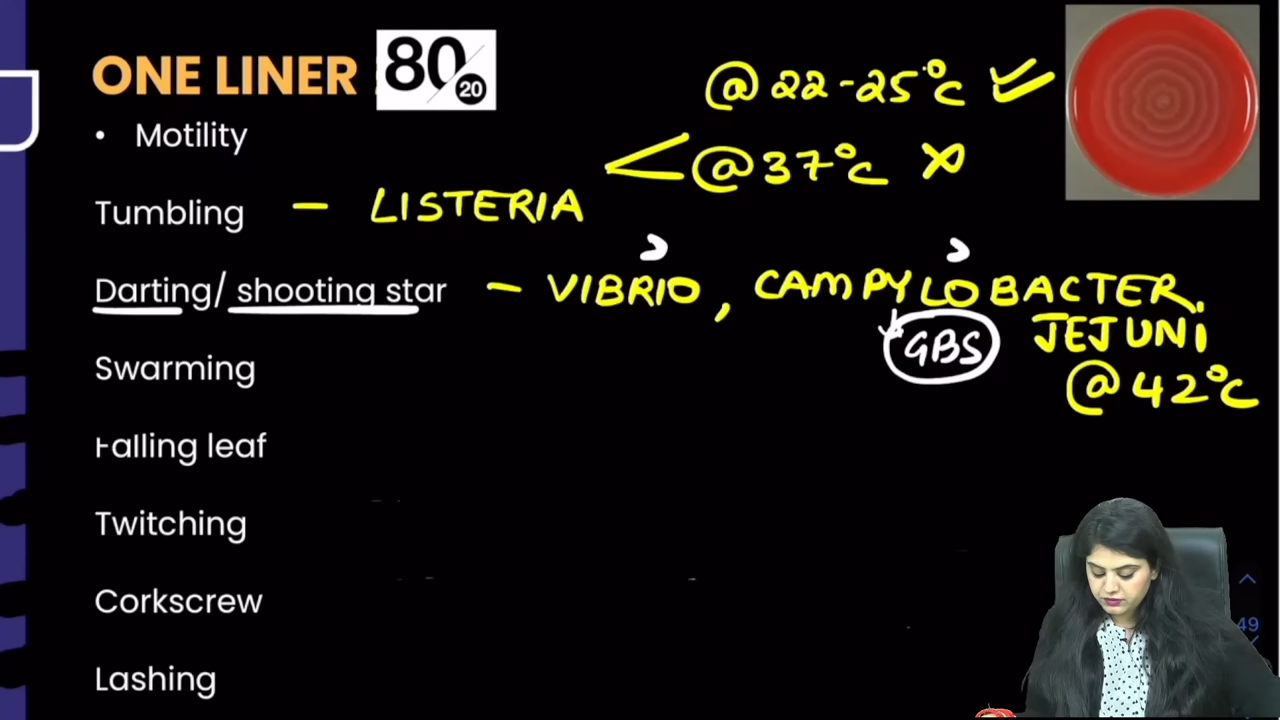 ONE LINER 80/20
@ 22-25°C
• Motility
< @ 37°C
Tumbling - LISTERIA
Darting/ shooting star - VIBRIO, CAMPYLOBACTER.
GBS JEJUNI
@ 42°C
Swarming
Falling leaf
Twitching
Corkscrew
49
Lashing